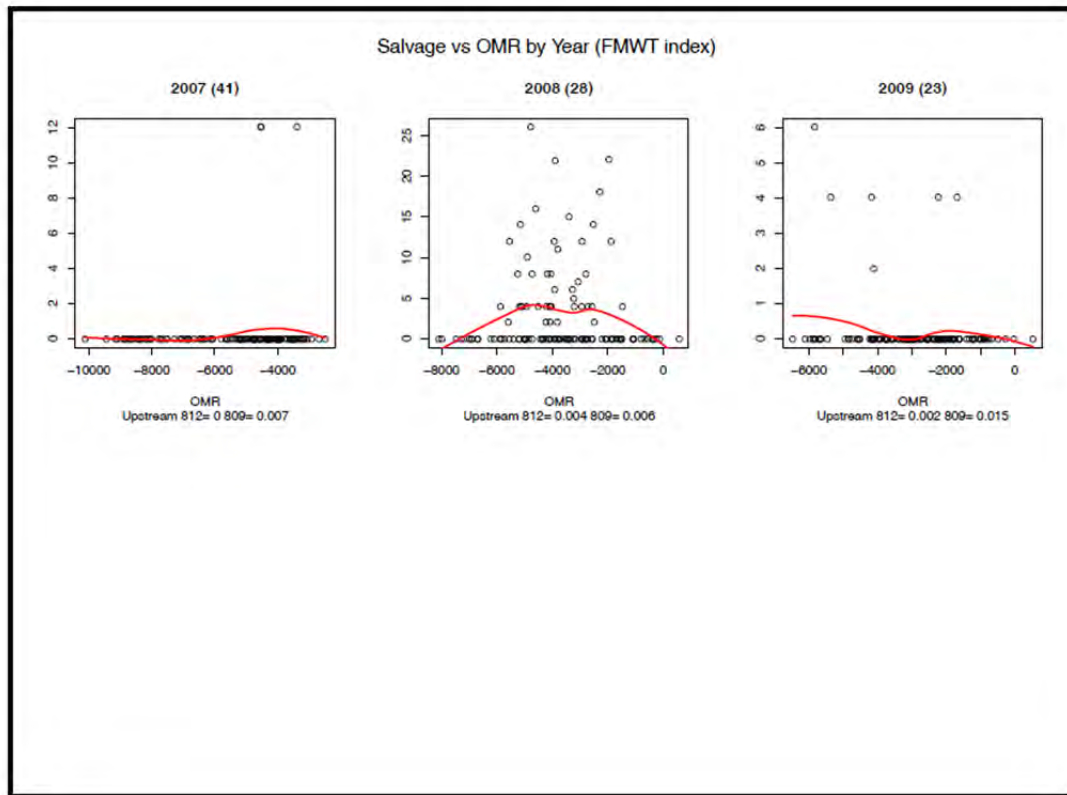 Salvage vs OMR by Year (FMWT index)
2007 (41)
12
10
8
6
4
2
0
−10000 −8000 −6000 −4000
OMR
Upstream 812= 0 809= 0.007
2008 (28)
25
20
15
10
5
0
−8000 −6000 −4000 −2000 0
OMR
Upstream 812= 0.004 809= 0.006
2009 (23)
6
5
4
3
2
1
0
−6000 −4000 −2000 0
OMR
Upstream 812= 0.002 809= 0.015